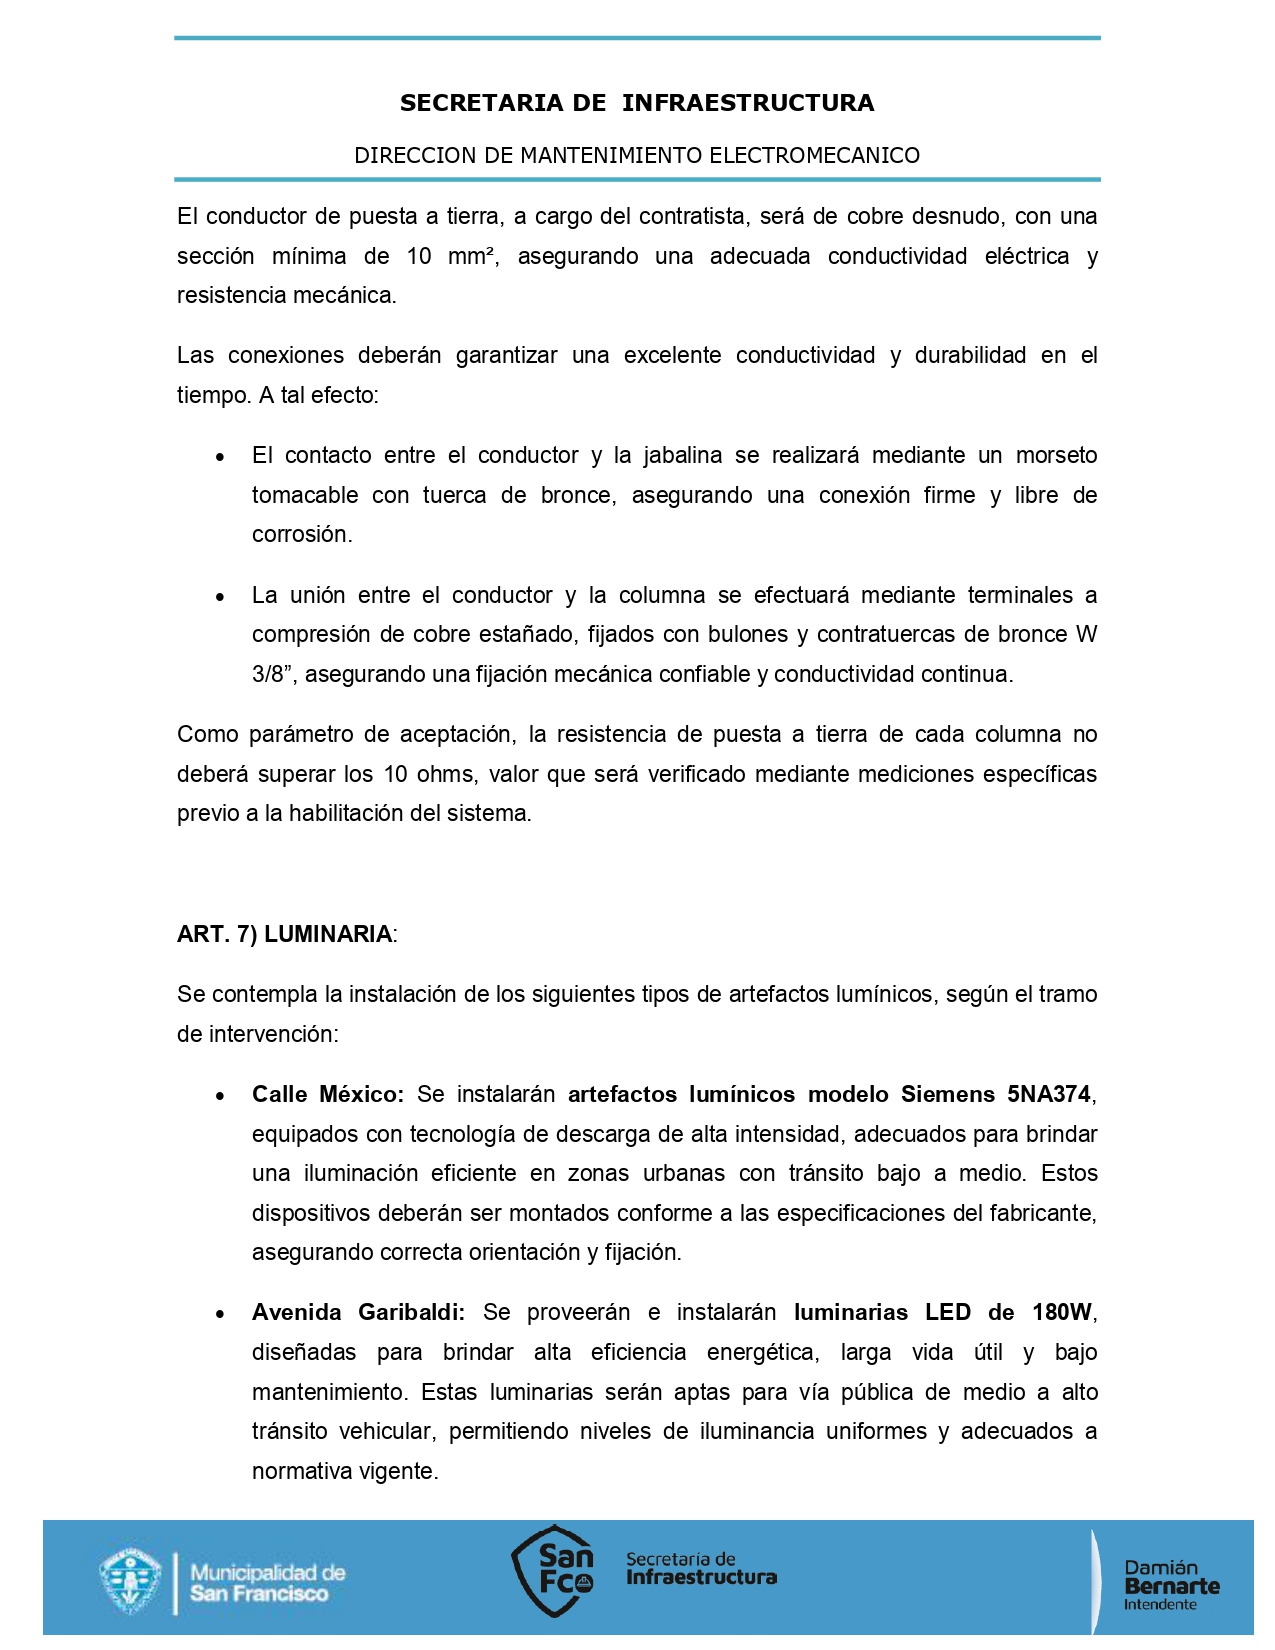 SECRETARIA DE  INFRAESTRUCTURA
DIRECCION DE MANTENIMIENTO ELECTROMECANICO
El conductor de puesta a tierra, a cargo del contratista, será de cobre desnudo, con una
sección mínima de 10 mm², asegurando una adecuada conductividad eléctrica y
resistencia mecánica.
Las conexiones deberán garantizar una excelente conductividad y durabilidad en el
tiempo. A tal efecto:
• El contacto entre el conductor y la jabalina se realizará mediante un morseto
tomacable con tuerca de bronce, asegurando una conexión firme y libre de
corrosión.
• La unión entre el conductor y la columna se efectuará mediante terminales a
compresión de cobre estañado, fijados con bulones y contratuercas de bronce W
3/8”, asegurando una fijación mecánica confiable y conductividad continua.
Como parámetro de aceptación, la resistencia de puesta a tierra de cada columna no
deberá superar los 10 ohms, valor que será verificado mediante mediciones específicas
previo a la habilitación del sistema.
ART. 7) LUMINARIA:
Se contempla la instalación de los siguientes tipos de artefactos lumínicos, según el tramo
de intervención:
• Calle México: Se instalarán artefactos lumínicos modelo Siemens 5NA374,
equipados con tecnología de descarga de alta intensidad, adecuados para brindar
una iluminación eficiente en zonas urbanas con tránsito bajo a medio. Estos
dispositivos deberán ser montados conforme a las especificaciones del fabricante,
asegurando correcta orientación y fijación.
• Avenida Garibaldi: Se proveerán e instalarán luminarias LED de 180W,
diseñadas para brindar alta eficiencia energética, larga vida útil y bajo
mantenimiento. Estas luminarias serán aptas para vía pública de medio a alto
tránsito vehicular, permitiendo niveles de iluminancia uniformes y adecuados a
normativa vigente.
Municipalidad de
San Francisco
San
Fco
Secretaría de
Infraestructura
Damián
Bernarte
Intendente